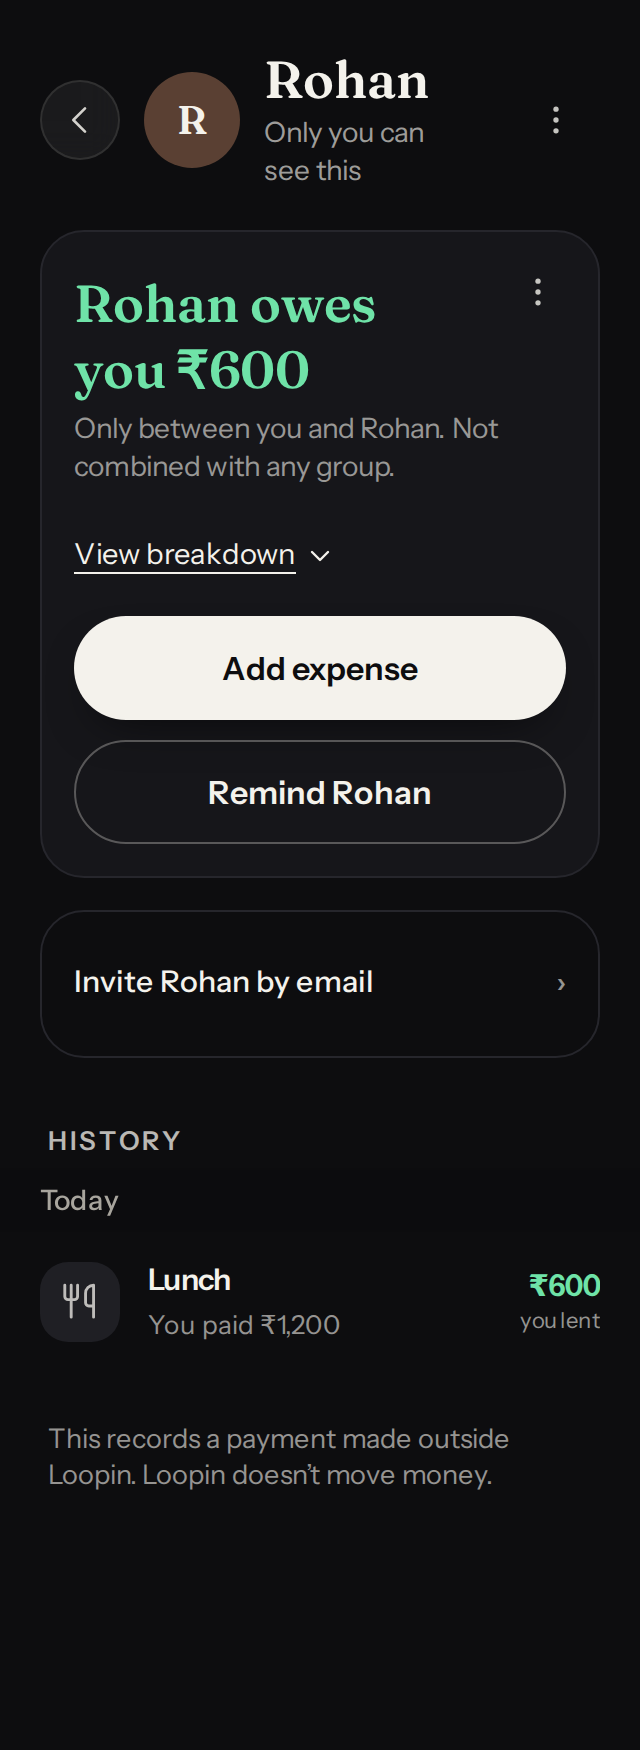 R
Rohan
Only you can
see this
Rohan owes
you ₹600
Only between you and Rohan. Not
combined with any group.
View breakdown
Add expense
Remind Rohan
Invite Rohan by email
HISTORY
Today
Lunch
You paid ₹1,200
₹600
you lent
This records a payment made outside
Loopin. Loopin doesn’t move money.